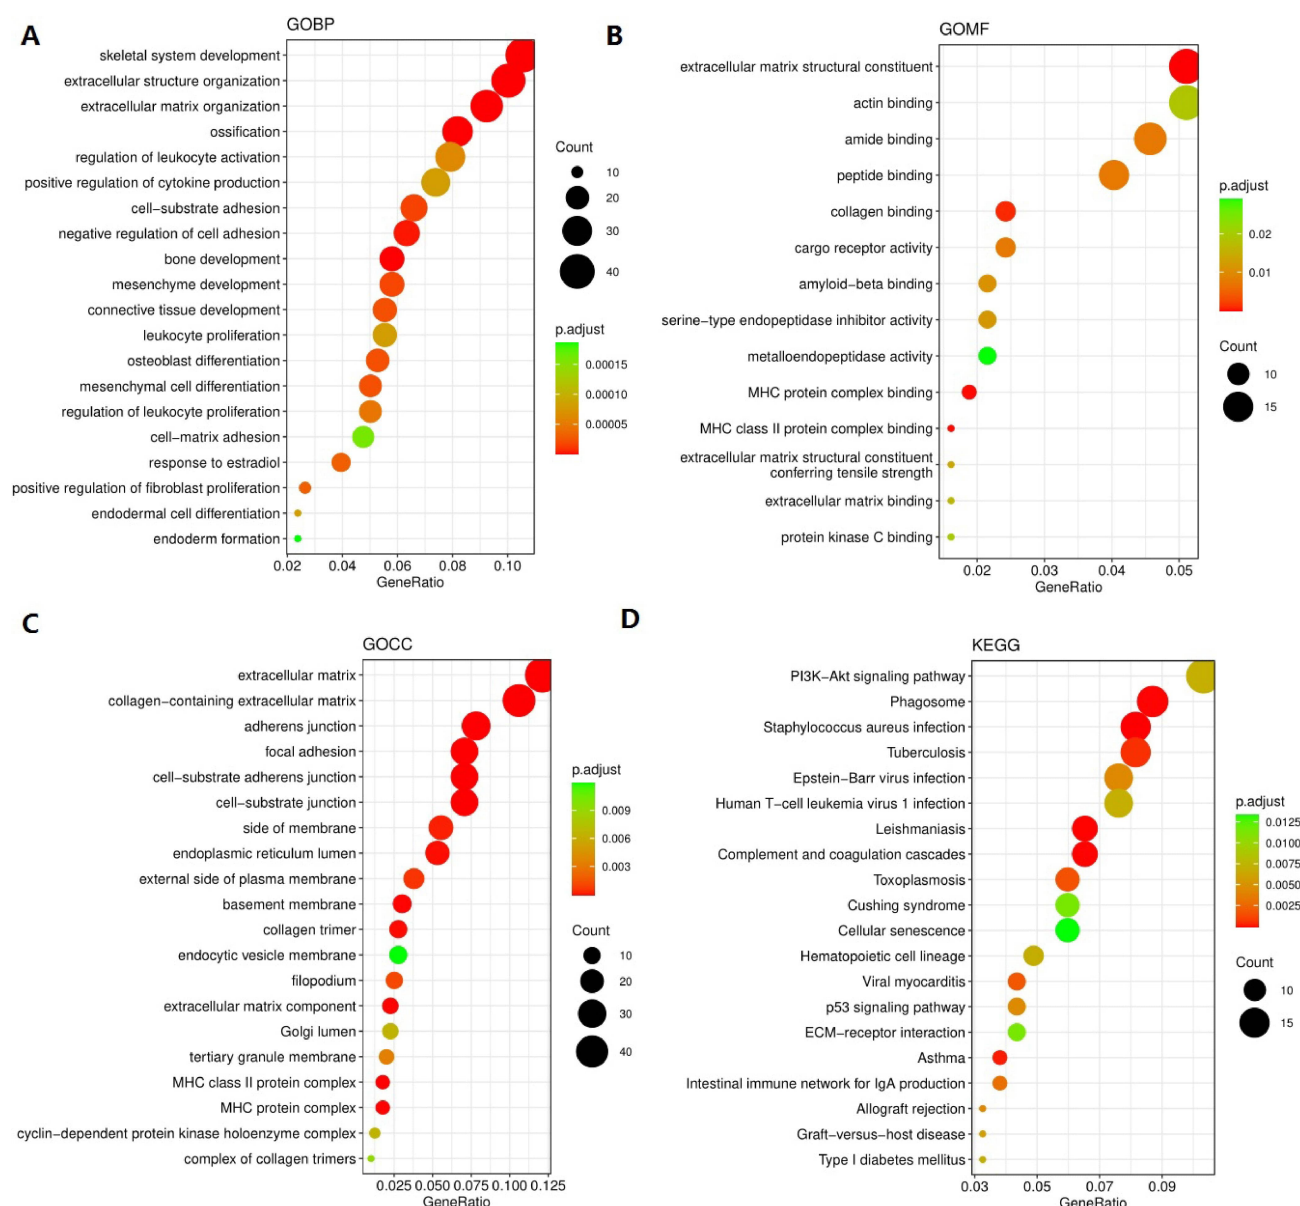 A
GOBP
skeletal system development
extracellular structure organization
extracellular matrix organization
ossification
regulation of leukocyte activation
positive regulation of cytokine production
cell−substrate adhesion
negative regulation of cell adhesion
bone development
mesenchyme development
connective tissue development
leukocyte proliferation
osteoblast differentiation
mesenchymal cell differentiation
regulation of leukocyte proliferation
cell−matrix adhesion
response to estradiol
positive regulation of fibroblast proliferation
endodermal cell differentiation
endoderm formation
0.02 0.04 0.06 0.08 0.10
GeneRatio
Count
10
20
30
40
p.adjust
0.00015
0.00010
0.00005
B
GOMF
extracellular matrix structural constituent
actin binding
amide binding
peptide binding
collagen binding
cargo receptor activity
amyloid−beta binding
serine−type endopeptidase inhibitor activity
metalloendopeptidase activity
MHC protein complex binding
MHC class II protein complex binding
extracellular matrix structural constituent
conferring tensile strength
extracellular matrix binding
protein kinase C binding
0.02 0.03 0.04 0.05
GeneRatio
p.adjust
0.02
0.01
Count
10
15
C
GOCC
extracellular matrix
collagen−containing extracellular matrix
adherens junction
focal adhesion
cell−substrate adherens junction
cell−substrate junction
side of membrane
endoplasmic reticulum lumen
external side of plasma membrane
basement membrane
collagen trimer
endocytic vesicle membrane
filopodium
extracellular matrix component
Golgi lumen
tertiary granule membrane
MHC class II protein complex
MHC protein complex
cyclin−dependent protein kinase holoenzyme complex
complex of collagen trimers
0.025 0.050 0.075 0.100 0.125
GeneRatio
p.adjust
0.009
0.006
0.003
Count
10
20
30
40
D
KEGG
PI3K−Akt signaling pathway
Phagosome
Staphylococcus aureus infection
Tuberculosis
Epstein−Barr virus infection
Human T−cell leukemia virus 1 infection
Leishmaniasis
Complement and coagulation cascades
Toxoplasmosis
Cushing syndrome
Cellular senescence
Hematopoietic cell lineage
Viral myocarditis
p53 signaling pathway
ECM−receptor interaction
Asthma
Intestinal immune network for IgA production
Allograft rejection
Graft−versus−host disease
Type I diabetes mellitus
0.03 0.05 0.07 0.09
GeneRatio
p.adjust
0.0125
0.0100
0.0050
0.0025
Count
10
15